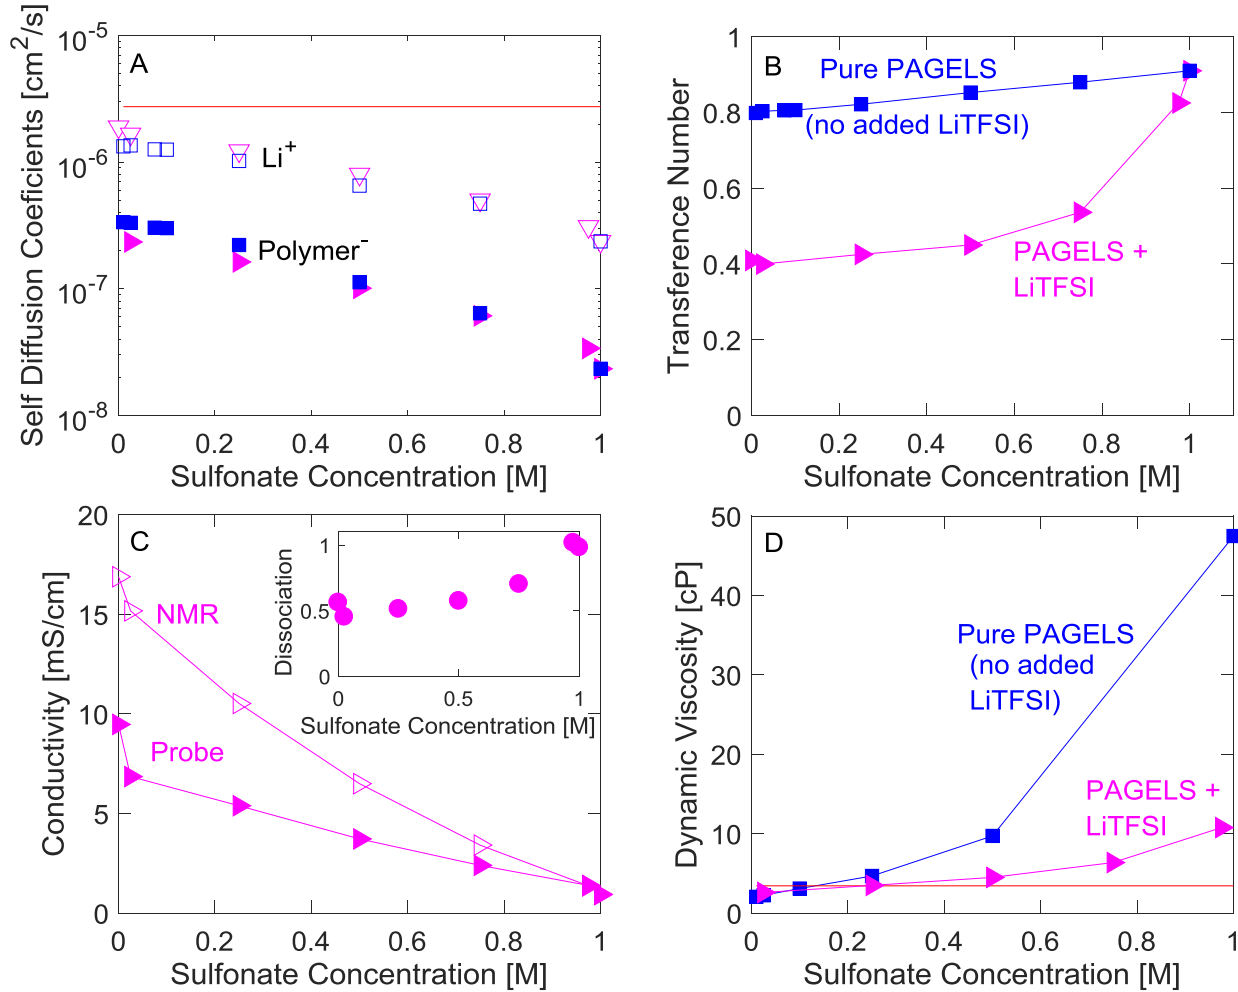 A
Self Diffusion Coeficients [cm²/s]
10⁻⁵
10⁻⁶
10⁻⁷
10⁻⁸
Li⁺
Polymer⁻
0 0.2 0.4 0.6 0.8 1
Sulfonate Concentration [M]
B
Transference Number
1
0.8
0.6
0.4
0.2
0
Pure PAGELS
(no added LiTFSI)
PAGELS +
LiTFSI
0 0.2 0.4 0.6 0.8 1
Sulfonate Concentration [M]
C
Conductivity [mS/cm]
20
15
10
5
0
NMR
Probe
Dissociation
1
0.5
0
0 0.5 1
Sulfonate Concentration [M]
0 0.2 0.4 0.6 0.8 1
Sulfonate Concentration [M]
D
Dynamic Viscosity [cP]
50
40
30
20
10
0
Pure PAGELS
(no added
LiTFSI)
PAGELS +
LiTFSI
0 0.2 0.4 0.6 0.8 1
Sulfonate Concentration [M]